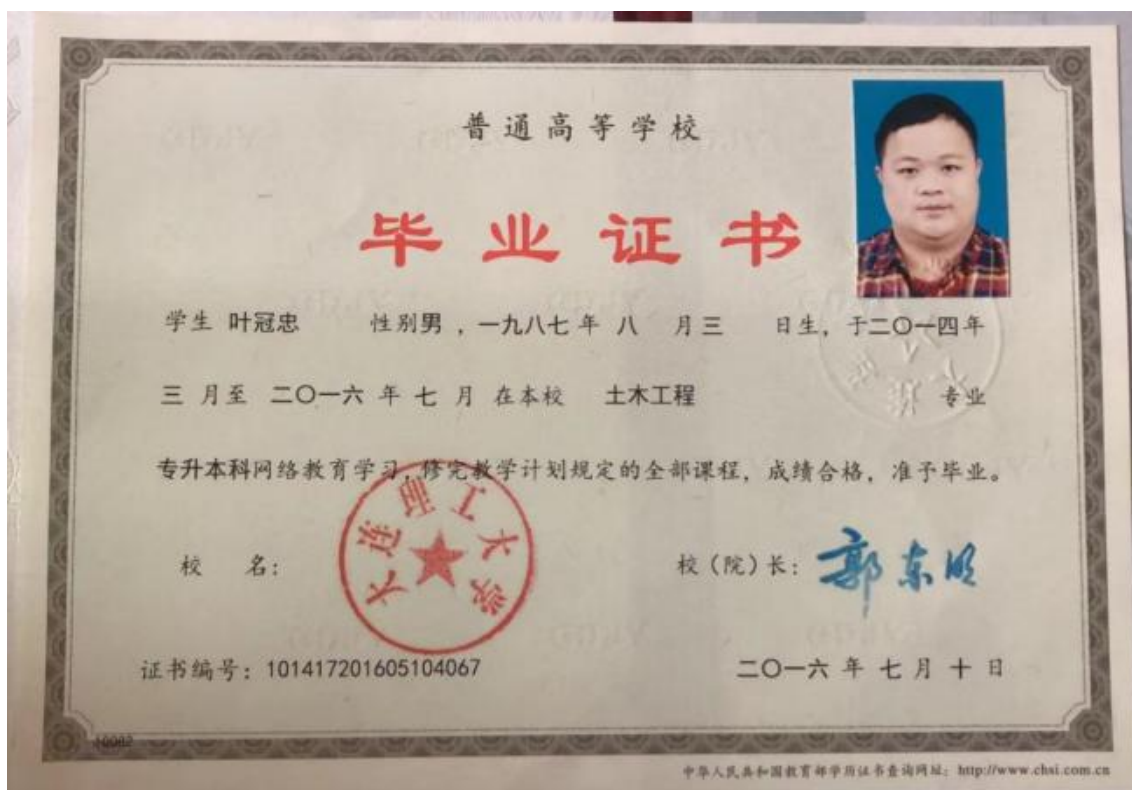 普通高等学校
毕业证书
学生 叶冠忠 性别男，一九八七年 八 月三 日生，于二〇一四年
三 月至 二〇一六 年 七 月 在本校 土木工程 专业
专升本科网络教育学习，修完教学计划规定的全部课程，成绩合格，准予毕业。
大连理工大学
校 名： 校（院）长：郭东明
证书编号：101417201605104067 二〇一六 年 七 月 十 日
10082
中华人民共和国教育部学历证书查询网址：http://www.chsi.com.cn